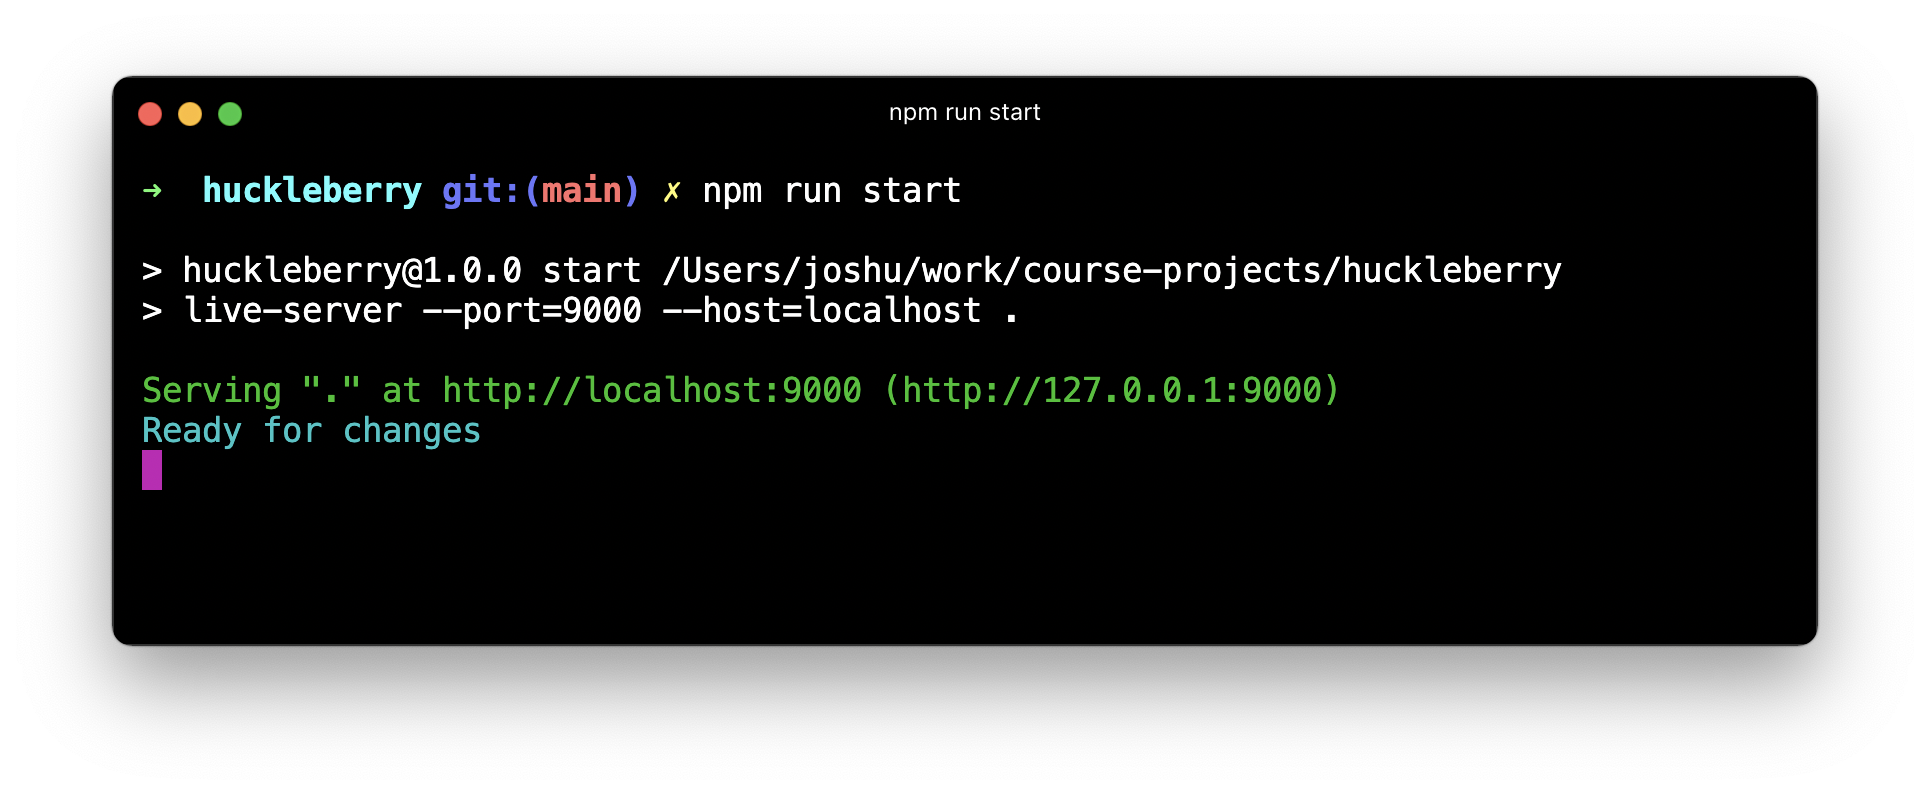 npm run start
➜  huckleberry git:(main) ✗ npm run start
> huckleberry@1.0.0 start /Users/joshu/work/course-projects/huckleberry
> live-server --port=9000 --host=localhost .
Serving "." at http://localhost:9000 (http://127.0.0.1:9000)
Ready for changes